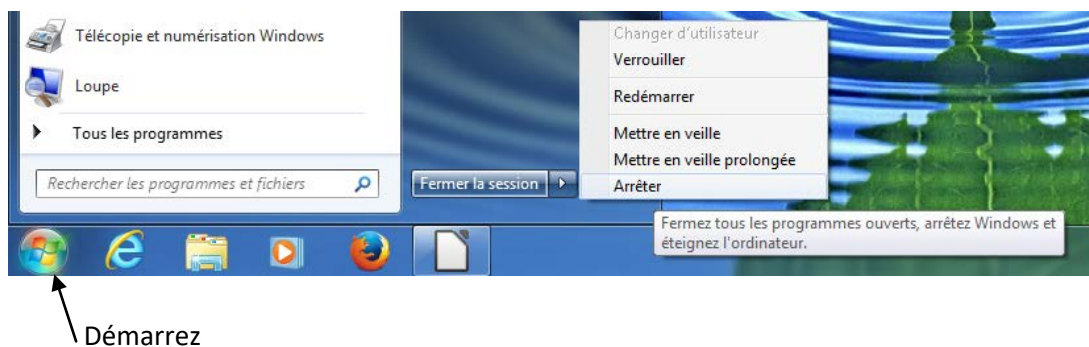 Télécopie et numérisation Windows
Loupe
Tous les programmes
Rechercher les programmes et fichiers
Fermer la session
Changer d'utilisateur
Verrouiller
Redémarrer
Mettre en veille
Mettre en veille prolongée
Arrêter
Fermez tous les programmes ouverts, arrêtez Windows et
éteignez l'ordinateur.
Démarrez